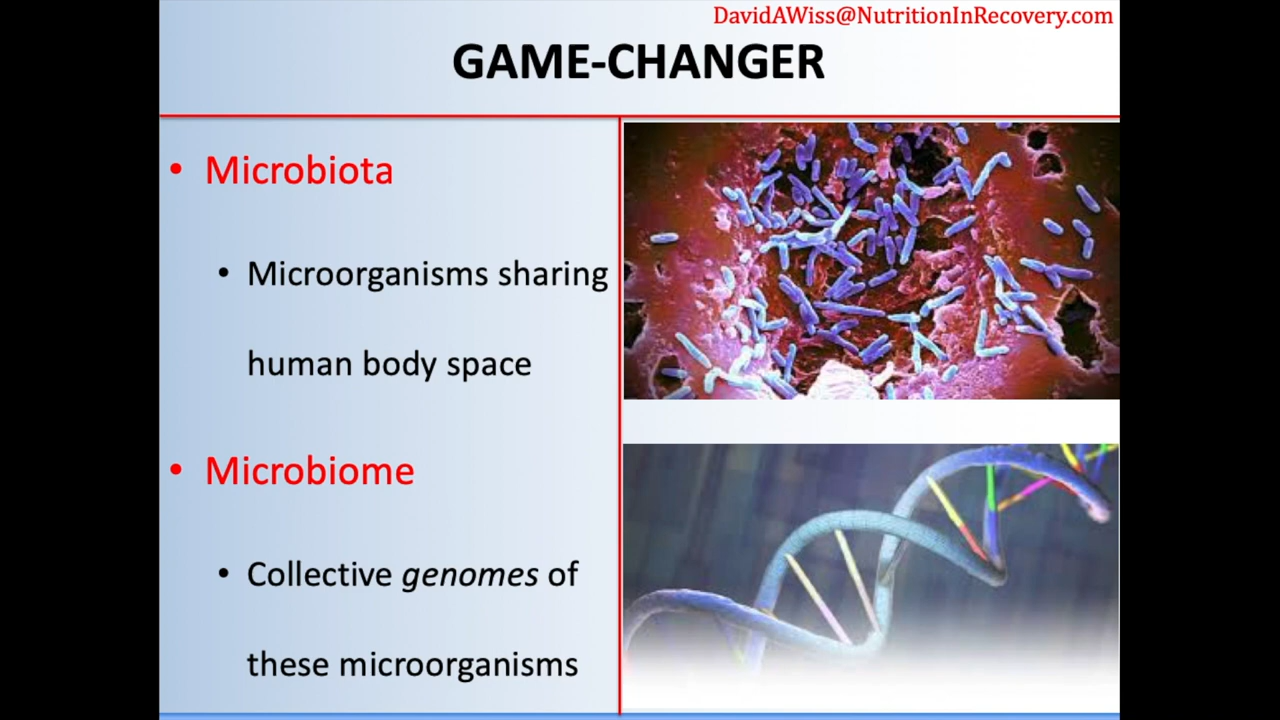 DavidAWiss@NutritionInRecovery.com
GAME-CHANGER
• Microbiota
• Microorganisms sharing
human body space
• Microbiome
• Collective genomes of
these microorganisms